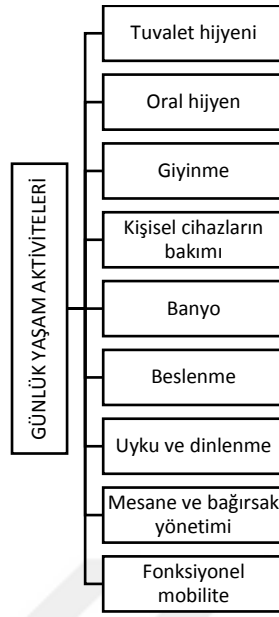 GÜNLÜK YAŞAM AKTİVİTELERİ
Tuvalet hijyeni
Oral hijyen
Giyinme
Kişisel cihazların
bakımı
Banyo
Beslenme
Uyku ve dinlenme
Mesane ve bağırsak
yönetimi
Fonksiyonel
mobilite